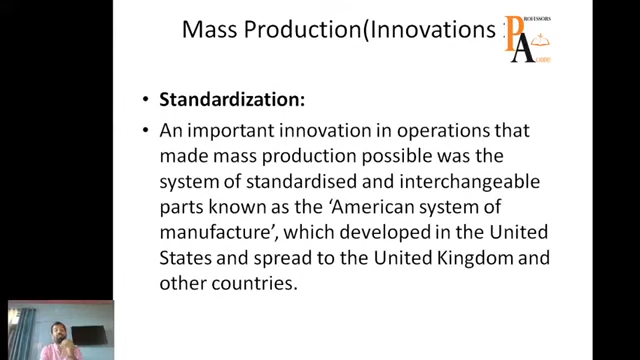 Mass Production(Innovations
PROFESSORS
ACADEMY
• Standardization:
• An important innovation in operations that
made mass production possible was the
system of standardised and interchangeable
parts known as the ‘American system of
manufacture’, which developed in the United
States and spread to the United Kingdom and
other countries.